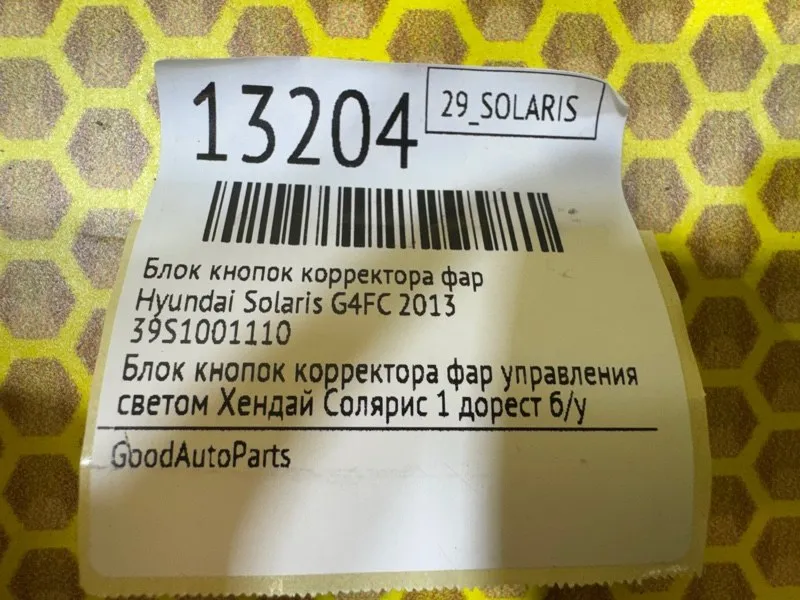 13204
29_SOLARIS
Блок кнопок корректора фар
Hyundai Solaris G4FC 2013
39S1001110
Блок кнопок корректора фар управления
светом Хендай Солярис 1 дорест б/у
GoodAutoParts